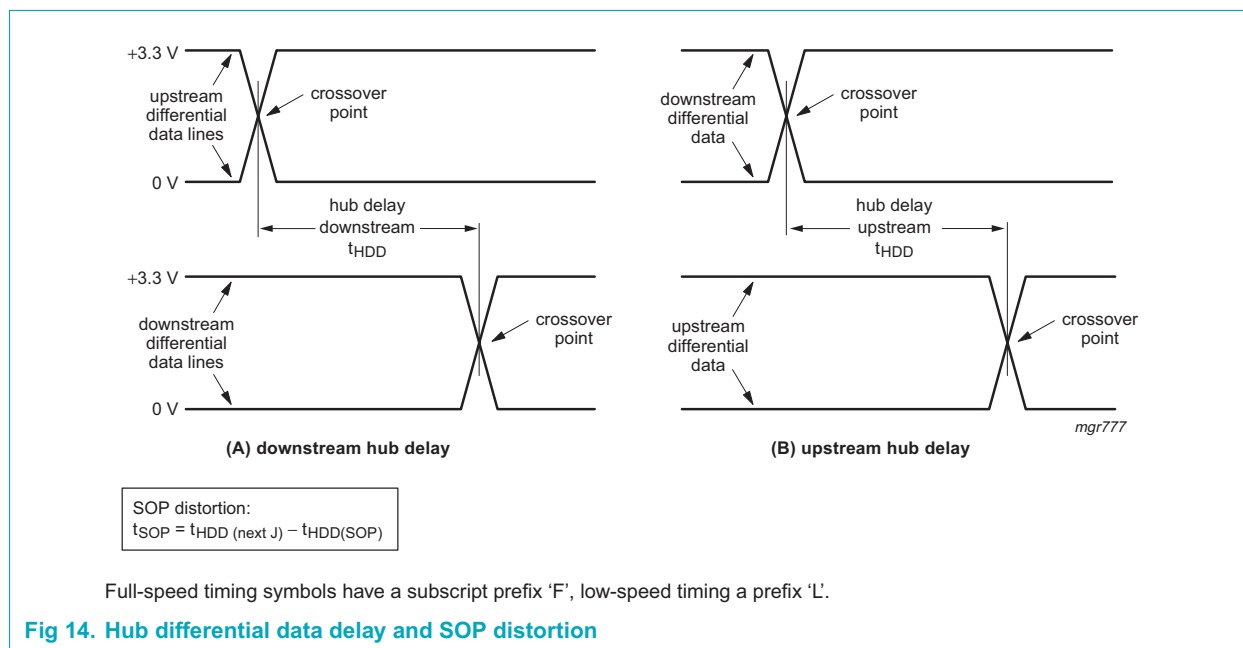 +3.3 V
upstream
differential
data lines
crossover
point
0 V
hub delay
downstream
tHDD
+3.3 V
downstream
differential
data lines
crossover
point
0 V
(A) downstream hub delay
downstream
differential
data
crossover
point
hub delay
upstream
tHDD
upstream
differential
data
crossover
point
mgr777
(B) upstream hub delay
SOP distortion:
tSOP = tHDD (next J) − tHDD(SOP)
Full-speed timing symbols have a subscript prefix ‘F’, low-speed timing a prefix ‘L’.
Fig 14. Hub differential data delay and SOP distortion